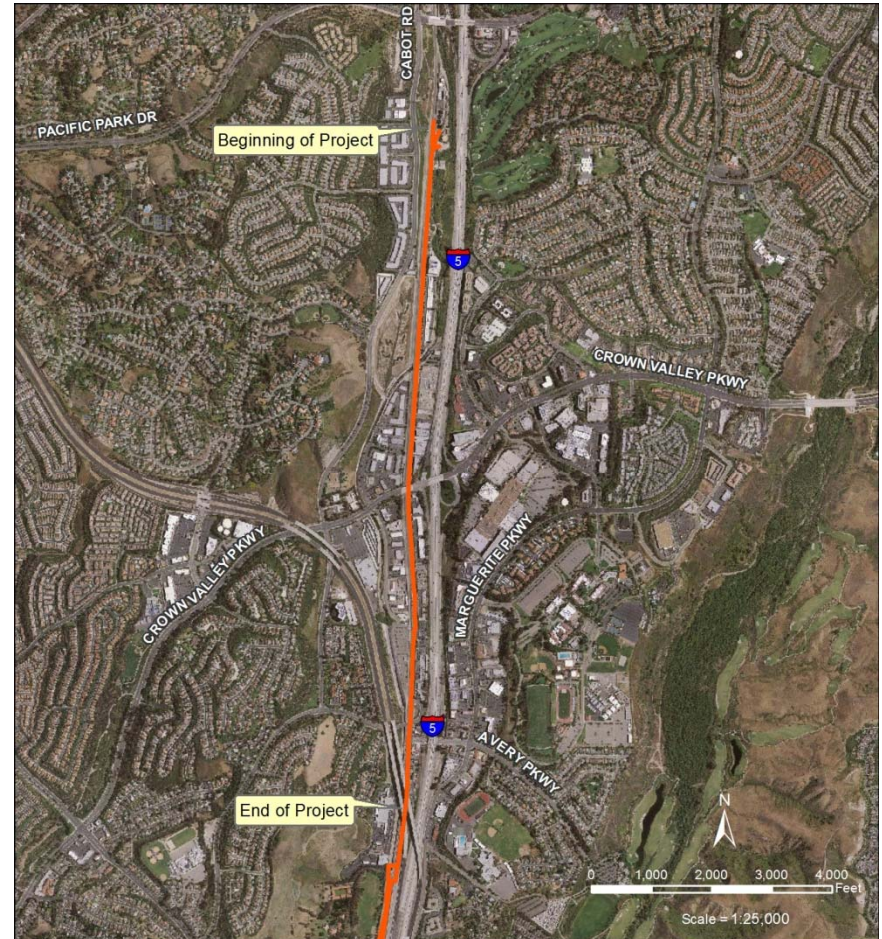 CABOT RD
PACIFIC PARK DR
Beginning of Project
5
CROWN VALLEY PKWY
MARGUERITE PKWY
CROWN VALLEY PKWY
5
AVERY PKWY
End of Project
N
0 1,000 2,000 3,000 4,000
Feet
Scale = 1:25,000